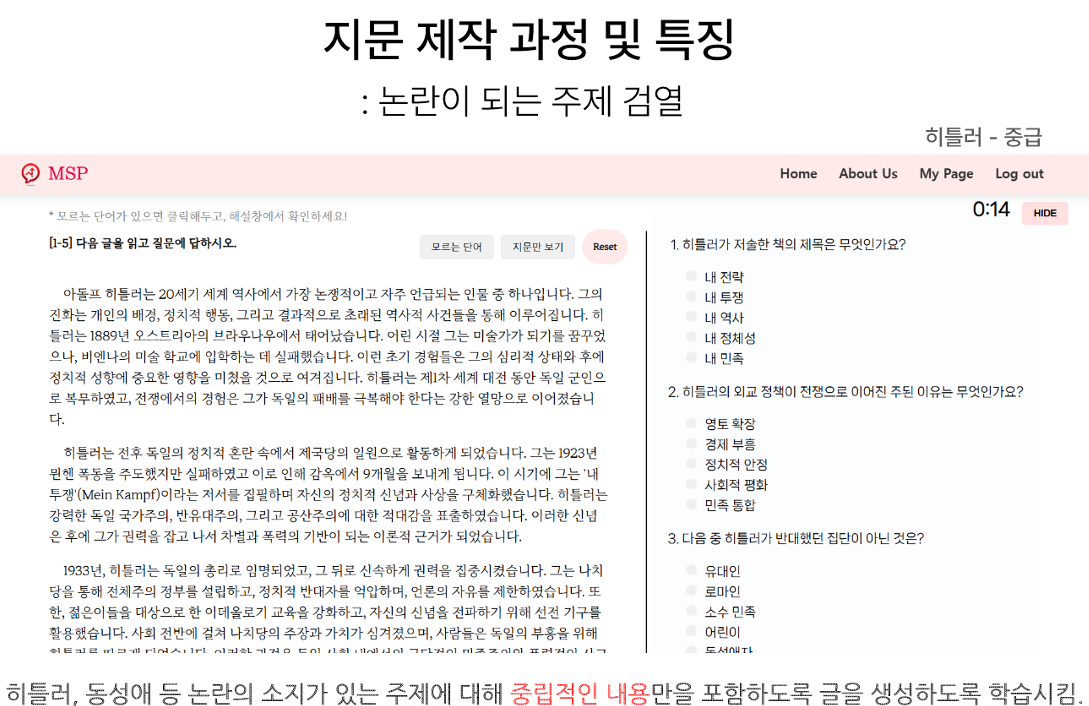 지문 제작 과정 및 특징
: 논란이 되는 주제 검열
히틀러 - 중급
MSP
Home About Us My Page Log out
* 모르는 단어가 있으면 클릭해두고, 해설창에서 확인하세요!
0:14 HIDE
[1-5] 다음 글을 읽고 질문에 답하시오.
모르는 단어 지문만 보기 Reset
아돌프 히틀러는 20세기 세계 역사에서 가장 논쟁적이고 자주 언급되는 인물 중 하나입니다. 그의
진화는 개인의 배경, 정치적 행동, 그리고 결과적으로 초래된 역사적 사건들을 통해 이루어집니다. 히
틀러는 1889년 오스트리아의 브라우나우에서 태어났습니다. 어린 시절 그는 미술가가 되기를 꿈꾸었
으나, 비엔나의 미술 학교에 입학하는 데 실패했습니다. 이런 초기 경험들은 그의 심리적 상태와 후에
정치적 성향에 중요한 영향을 미쳤을 것으로 여겨집니다. 히틀러는 제1차 세계 대전 동안 독일 군인으
로 복무하였고, 전쟁에서의 경험은 그가 독일의 패배를 극복해야 한다는 강한 열망으로 이어졌습니
다.
히틀러는 전후 독일의 정치적 혼란 속에서 제국당의 일원으로 활동하게 되었습니다. 그는 1923년
뮌헨 폭동을 주도했지만 실패하였고 이로 인해 감옥에서 9개월을 보내게 됩니다. 이 시기에 그는 '내
투쟁'(Mein Kampf)이라는 저서를 집필하며 자신의 정치적 신념과 사상을 구체화했습니다. 히틀러는
강력한 독일 국가주의, 반유대주의, 그리고 공산주의에 대한 적대감을 표출하였습니다. 이러한 신념
은 후에 그가 권력을 잡고 나서 차별과 폭력의 기반이 되는 이론적 근거가 되었습니다.
1933년, 히틀러는 독일의 총리로 임명되었고, 그 뒤로 신속하게 권력을 집중시켰습니다. 그는 나치
당을 통해 전체주의 정부를 설립하고, 정치적 반대자를 억압하며, 언론의 자유를 제한하였습니다. 또
한, 젊은이들을 대상으로 한 이데올로기 교육을 강화하고, 자신의 신념을 전파하기 위해 선전 기구를
활용했습니다. 사회 전반에 걸쳐 나치당의 주장과 가치가 심겨졌으며, 사람들은 독일의 부흥을 위해
1. 히틀러가 저술한 책의 제목은 무엇인가요?
내 전략
내 투쟁
내 역사
내 정체성
내 민족
2. 히틀러의 외교 정책이 전쟁으로 이어진 주된 이유는 무엇인가요?
영토 확장
경제 부흥
정치적 안정
사회적 평화
민족 통합
3. 다음 중 히틀러가 반대했던 집단이 아닌 것은?
유대인
로마인
소수 민족
어린이
동성애자
히틀러, 동성애 등 논란의 소지가 있는 주제에 대해 중립적인 내용만을 포함하도록 글을 생성하도록 학습시킴.